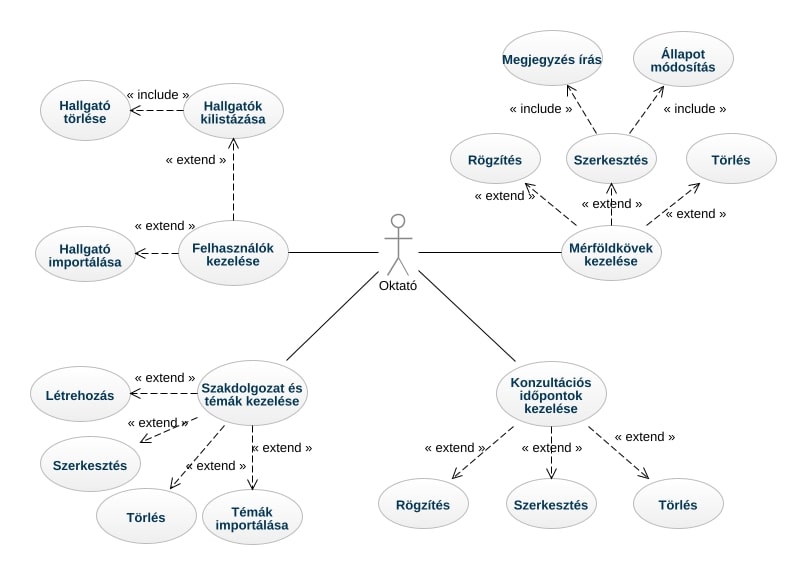 Megjegyzés írás
Állapot
módosítás
« include »
« include »
Hallgató
törlése
« include »
Hallgatók
kilistázása
« extend »
Rögzítés
Szerkesztés
Törlés
« extend »
« extend »
« extend »
« extend »
Hallgató
importálása
Felhasználók
kezelése
Mérföldkövek
kezelése
Oktató
Létrehozás
« extend »
Szakdolgozat és
témák kezelése
Konzultációs
időpontok
kezelése
« extend »
« extend »
« extend »
« extend »
« extend »
« extend »
Szerkesztés
Törlés
Témák
importálása
Rögzítés
Szerkesztés
Törlés